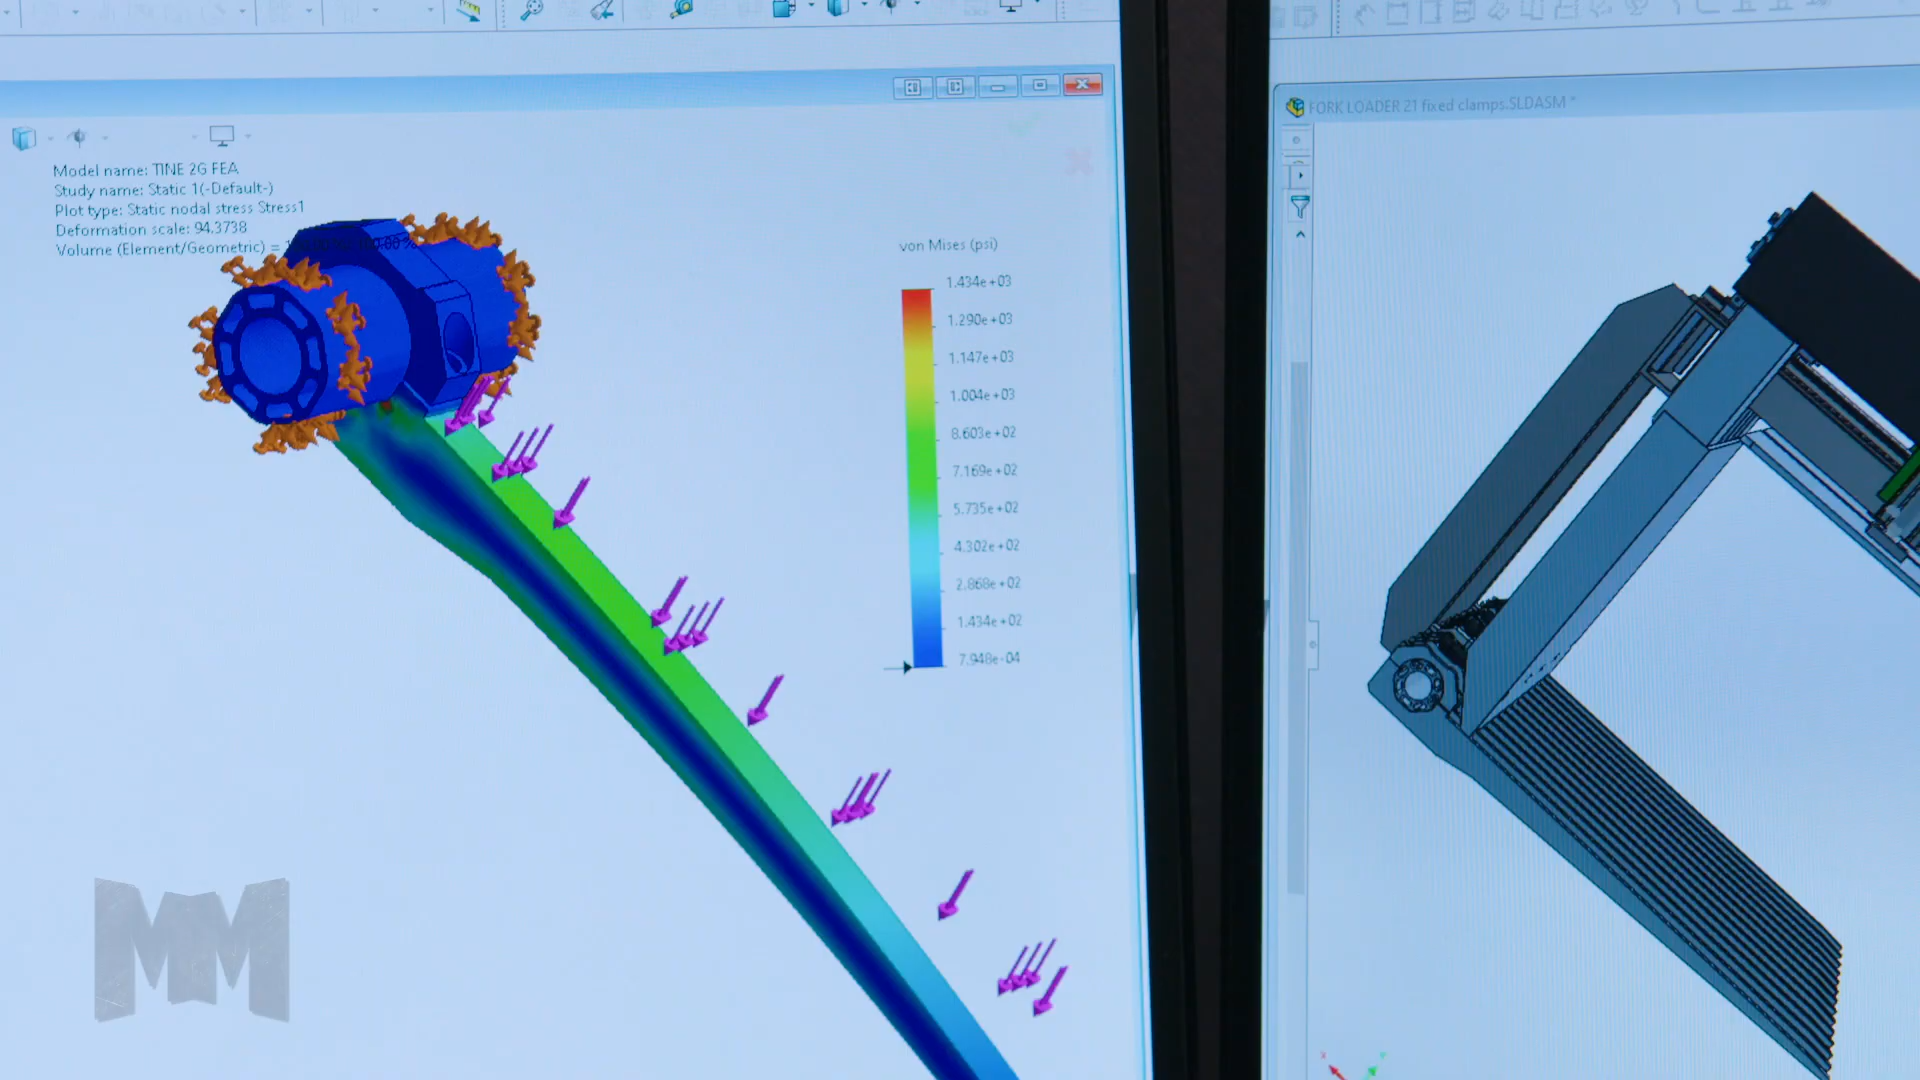 Model name: TINE 2G FEA
Study name: Static 1(-Default-)
Plot type: Static nodal stress Stress1
Deformation scale: 94.3738
Volume (Element/Geometric) =
von Mises (psi)
1.434e+03
1.290e+03
1.147e+03
1.004e+03
8.603e+02
7.169e+02
5.735e+02
4.302e+02
2.868e+02
1.434e+02
7.948e-04
FORK LOADER 21 fixed clamps.SLDASM *
MM